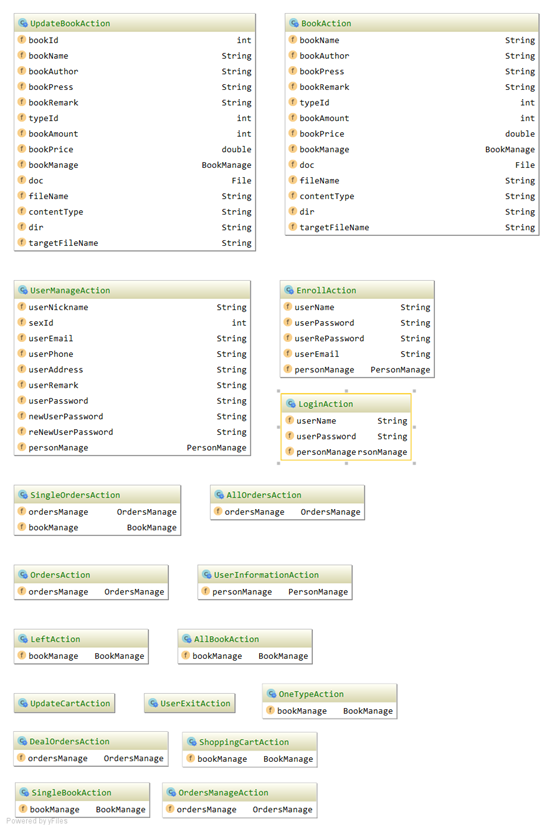 UpdateBookAction
bookId int
bookName String
bookAuthor String
bookPress String
bookRemark String
typeId int
bookAmount int
bookPrice double
bookManage BookManage
doc File
fileName String
contentType String
dir String
targetFileName String
BookAction
bookName String
bookAuthor String
bookPress String
bookRemark String
typeId int
bookAmount int
bookPrice double
bookManage BookManage
doc File
fileName String
contentType String
dir String
targetFileName String
UserManageAction
userNickname String
sexId int
userEmail String
userPhone String
userAddress String
userRemark String
userPassword String
newUserPassword String
reNewUserPassword String
personManage PersonManage
EnrollAction
userName String
userPassword String
userRePassword String
userEmail String
personManage PersonManage
LoginAction
userName String
userPassword String
personManagersonManage
SingleOrdersAction
ordersManage OrdersManage
bookManage BookManage
AllOrdersAction
ordersManage OrdersManage
OrdersAction
ordersManage OrdersManage
UserInformationAction
personManage PersonManage
LeftAction
bookManage BookManage
AllBookAction
bookManage BookManage
UpdateCartAction
UserExitAction
OneTypeAction
bookManage BookManage
DealOrdersAction
ordersManage OrdersManage
ShoppingCartAction
bookManage BookManage
SingleBookAction
bookManage BookManage
OrdersManageAction
ordersManage OrdersManage
Powered by yFiles